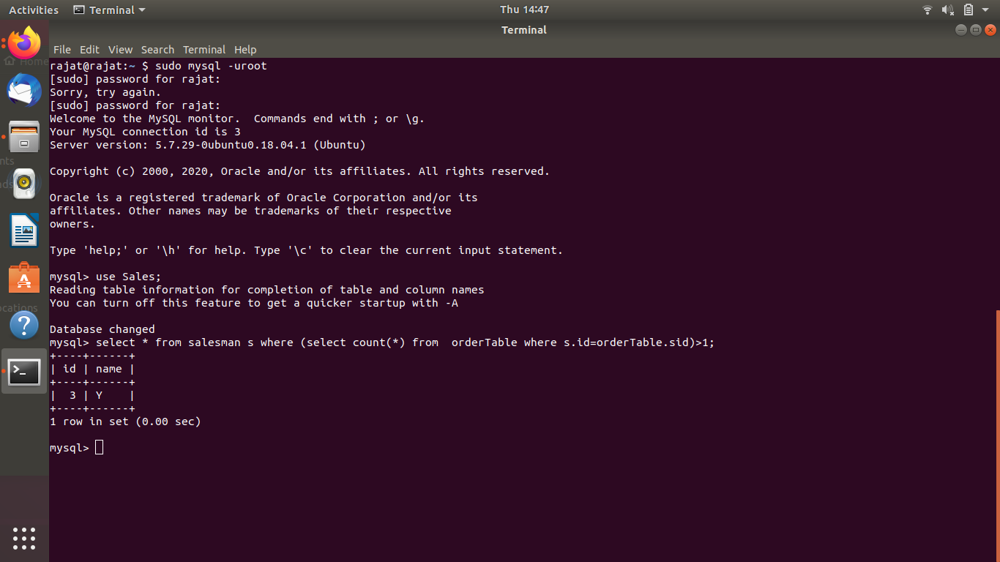 Activities Terminal Thu 14:47
Terminal
File Edit View Search Terminal Help
Home
rajat@rajat:~ $ sudo mysql -uroot
[sudo] password for rajat:
Sorry, try again.
[sudo] password for rajat:
Welcome to the MySQL monitor.  Commands end with ; or \g.
Your MySQL connection id is 3
Server version: 5.7.29-0ubuntu0.18.04.1 (Ubuntu)
nts
Copyright (c) 2000, 2020, Oracle and/or its affiliates. All rights reserved.
Oracle is a registered trademark of Oracle Corporation and/or its
affiliates. Other names may be trademarks of their respective
owners.
Type 'help;' or '\h' for help. Type '\c' to clear the current input statement.
mysql> use Sales;
Reading table information for completion of table and column names
You can turn off this feature to get a quicker startup with -A
ocations
Database changed
mysql> select * from salesman s where (select count(*) from  orderTable where s.id=orderTable.sid)>1;
+----+------+
| id | name |
+----+------+
|  3 | Y    |
+----+------+
1 row in set (0.00 sec)
mysql>